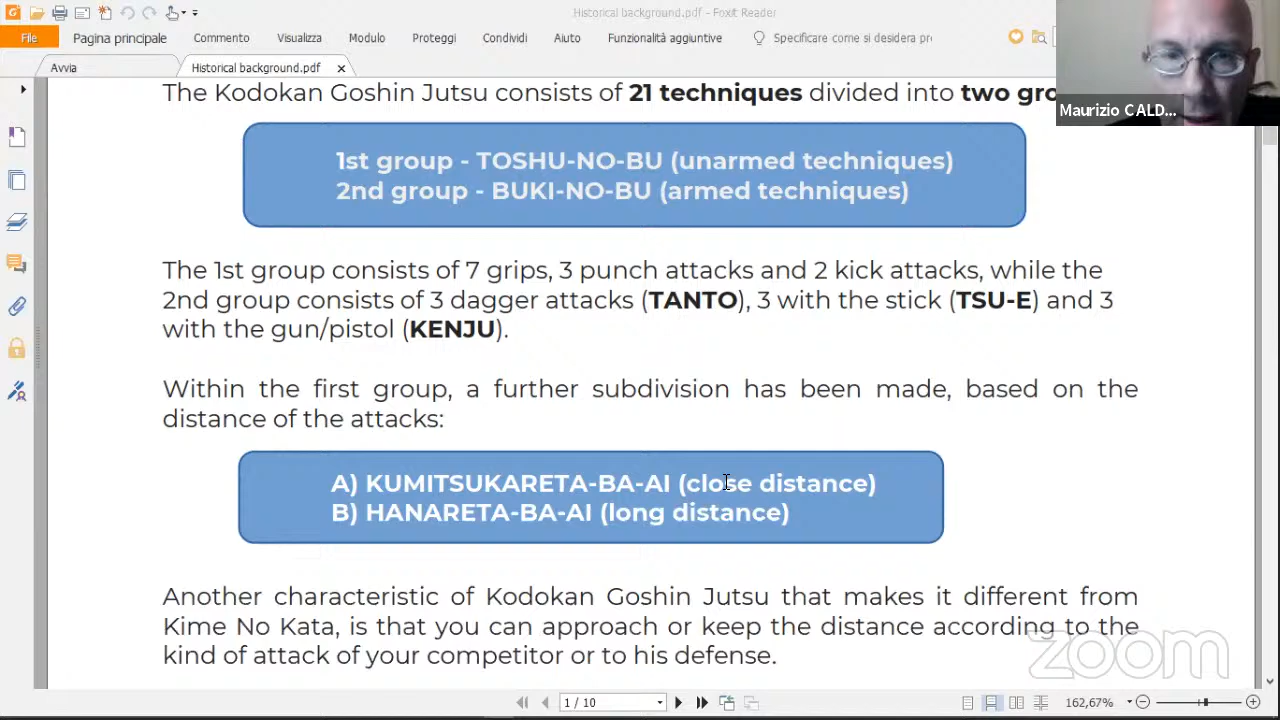 Historical background.pdf - Foxit Reader
File Pagina principale Commento Visualizza Modulo Proteggi Condividi Aiuto Funzionalità aggiuntive Specificare come si desidera pr
Avvia Historical background.pdf
The Kodokan Goshin Jutsu consists of 21 techniques divided into two gro
Maurizio CALD...
1st group - TOSHU-NO-BU (unarmed techniques)
2nd group - BUKI-NO-BU (armed techniques)
The 1st group consists of 7 grips, 3 punch attacks and 2 kick attacks, while the
2nd group consists of 3 dagger attacks (TANTO), 3 with the stick (TSU-E) and 3
with the gun/pistol (KENJU).
Within the first group, a further subdivision has been made, based on the
distance of the attacks:
A) KUMITSUKARETA-BA-AI (close distance)
B) HANARETA-BA-AI (long distance)
Another characteristic of Kodokan Goshin Jutsu that makes it different from
Kime No Kata, is that you can approach or keep the distance according to the
kind of attack of your competitor or to his defense.
zoom
1 / 10 162,67%